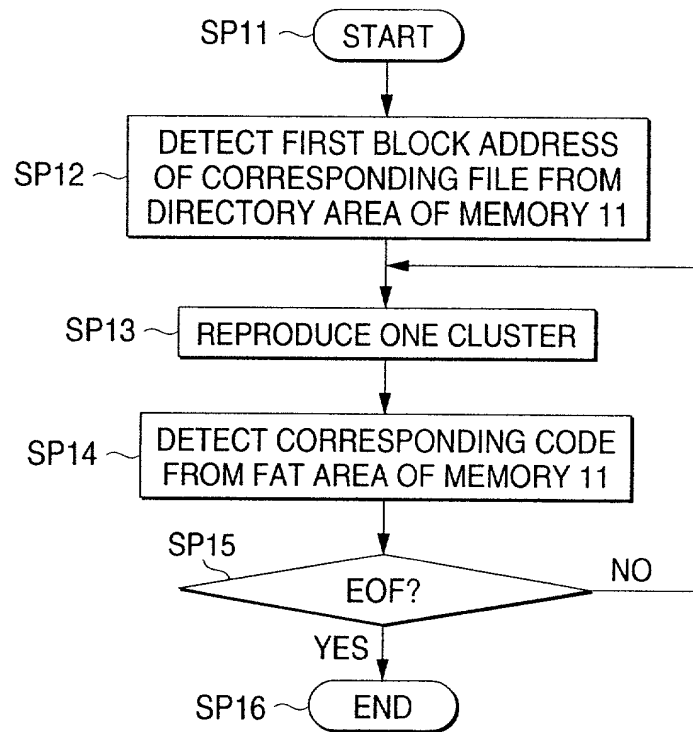 SP11 START
SP12
DETECT FIRST BLOCK ADDRESS
OF CORRESPONDING FILE FROM
DIRECTORY AREA OF MEMORY 11
SP13 REPRODUCE ONE CLUSTER
SP14
DETECT CORRESPONDING CODE
FROM FAT AREA OF MEMORY 11
SP15
EOF?
NO
YES
SP16 END